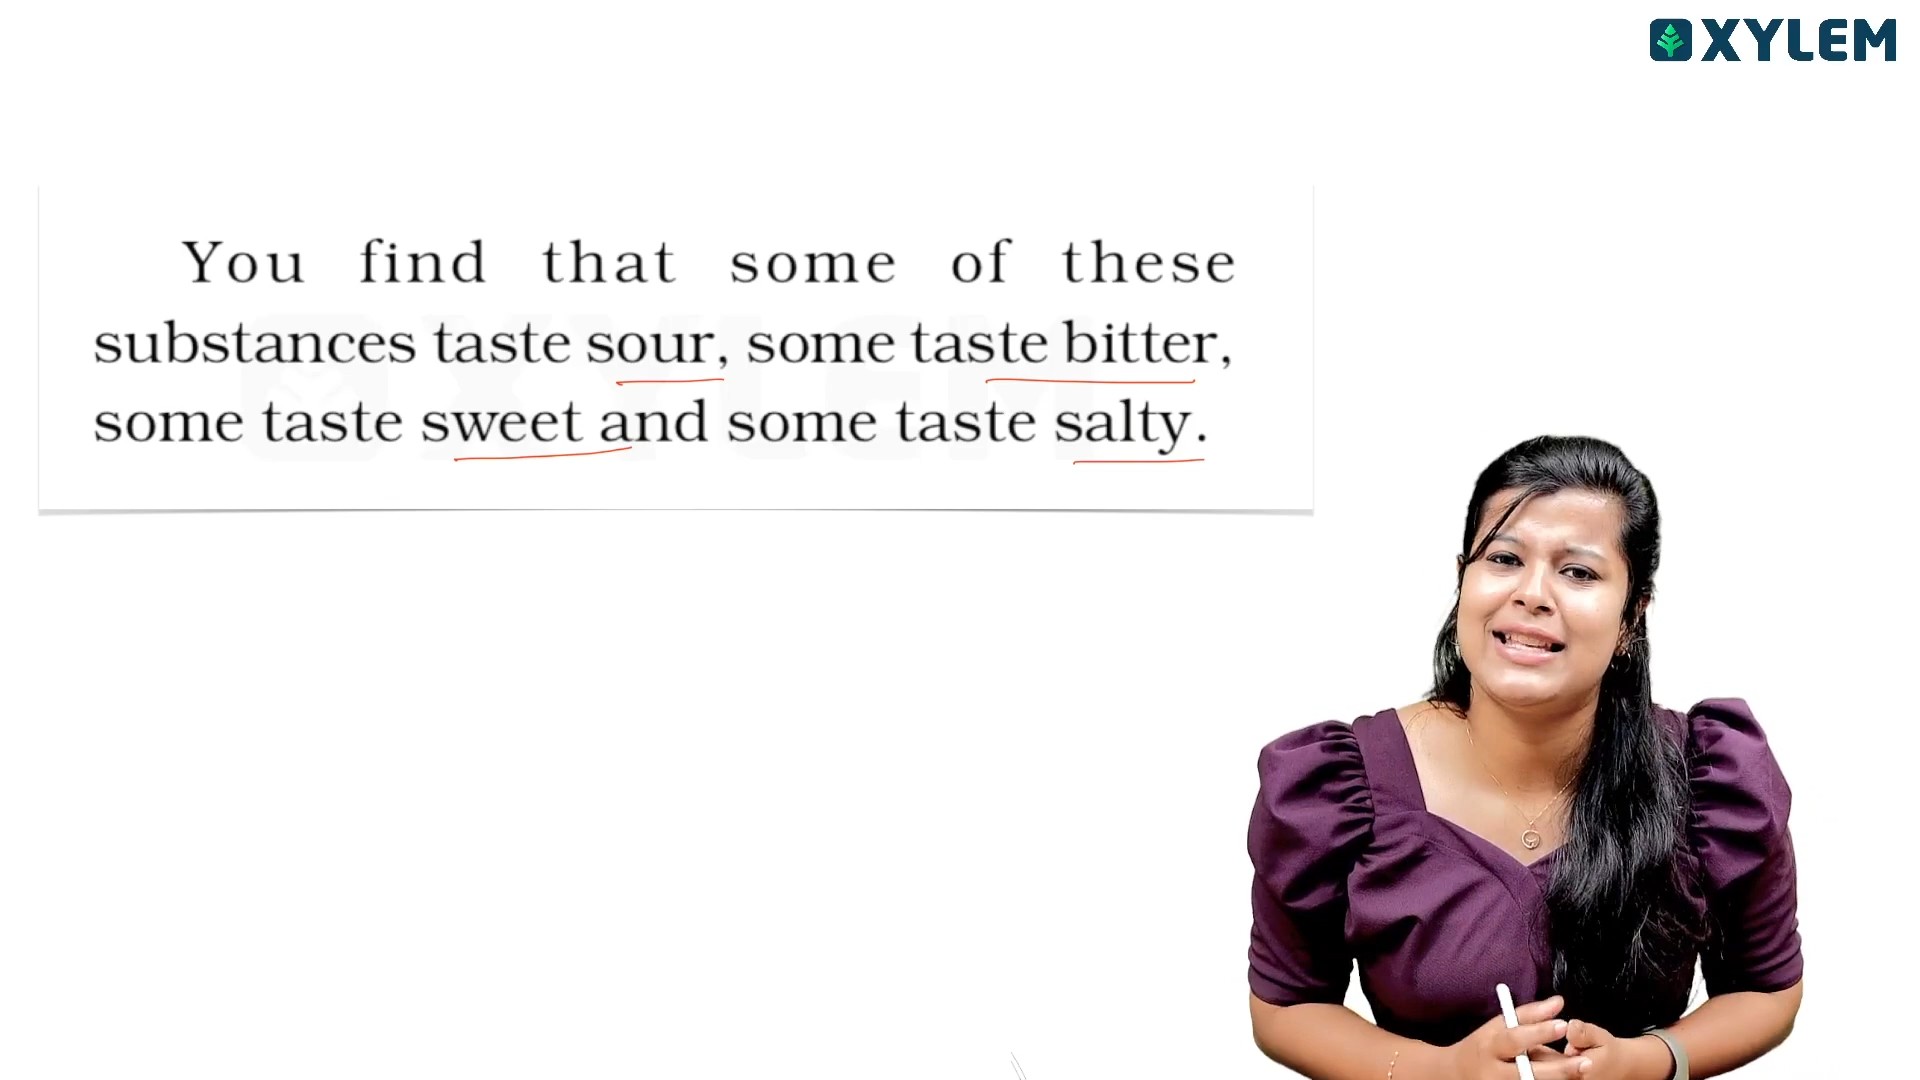 XYLEM
You find that some of these
substances taste sour, some taste bitter,
some taste sweet and some taste salty.